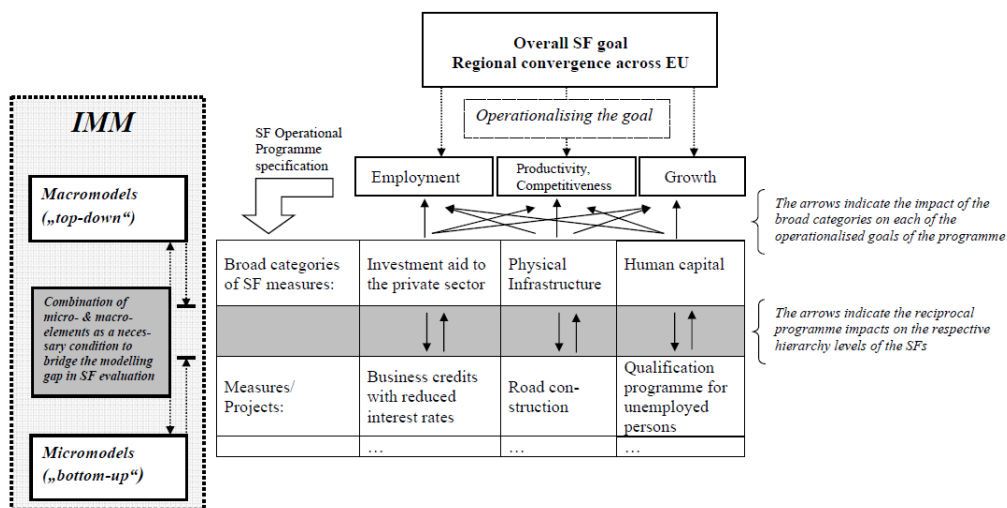 Overall SF goal
Regional convergence across EU
Operationalising the goal
IMM
SF Operational
Programme
specification
Employment
Productivity,
Competitiveness
Growth
Macromodels
(„top-down“)
The arrows indicate the impact of the
broad categories on each of the
operationalised goals of the programme
Broad categories
of SF measures:
Investment aid to
the private sector
Physical
Infrastructure
Human capital
Combination of
micro- & macro-
elements as a neces-
sary condition to
bridge the modelling
gap in SF evaluation
The arrows indicate the reciprocal
programme impacts on the respective
hierarchy levels of the SFs
Measures/
Projects:
Business credits
with reduced
interest rates
Road con-
struction
Qualification
programme for
unemployed
persons
Micromodels
(„bottom-up“)
…
…
…